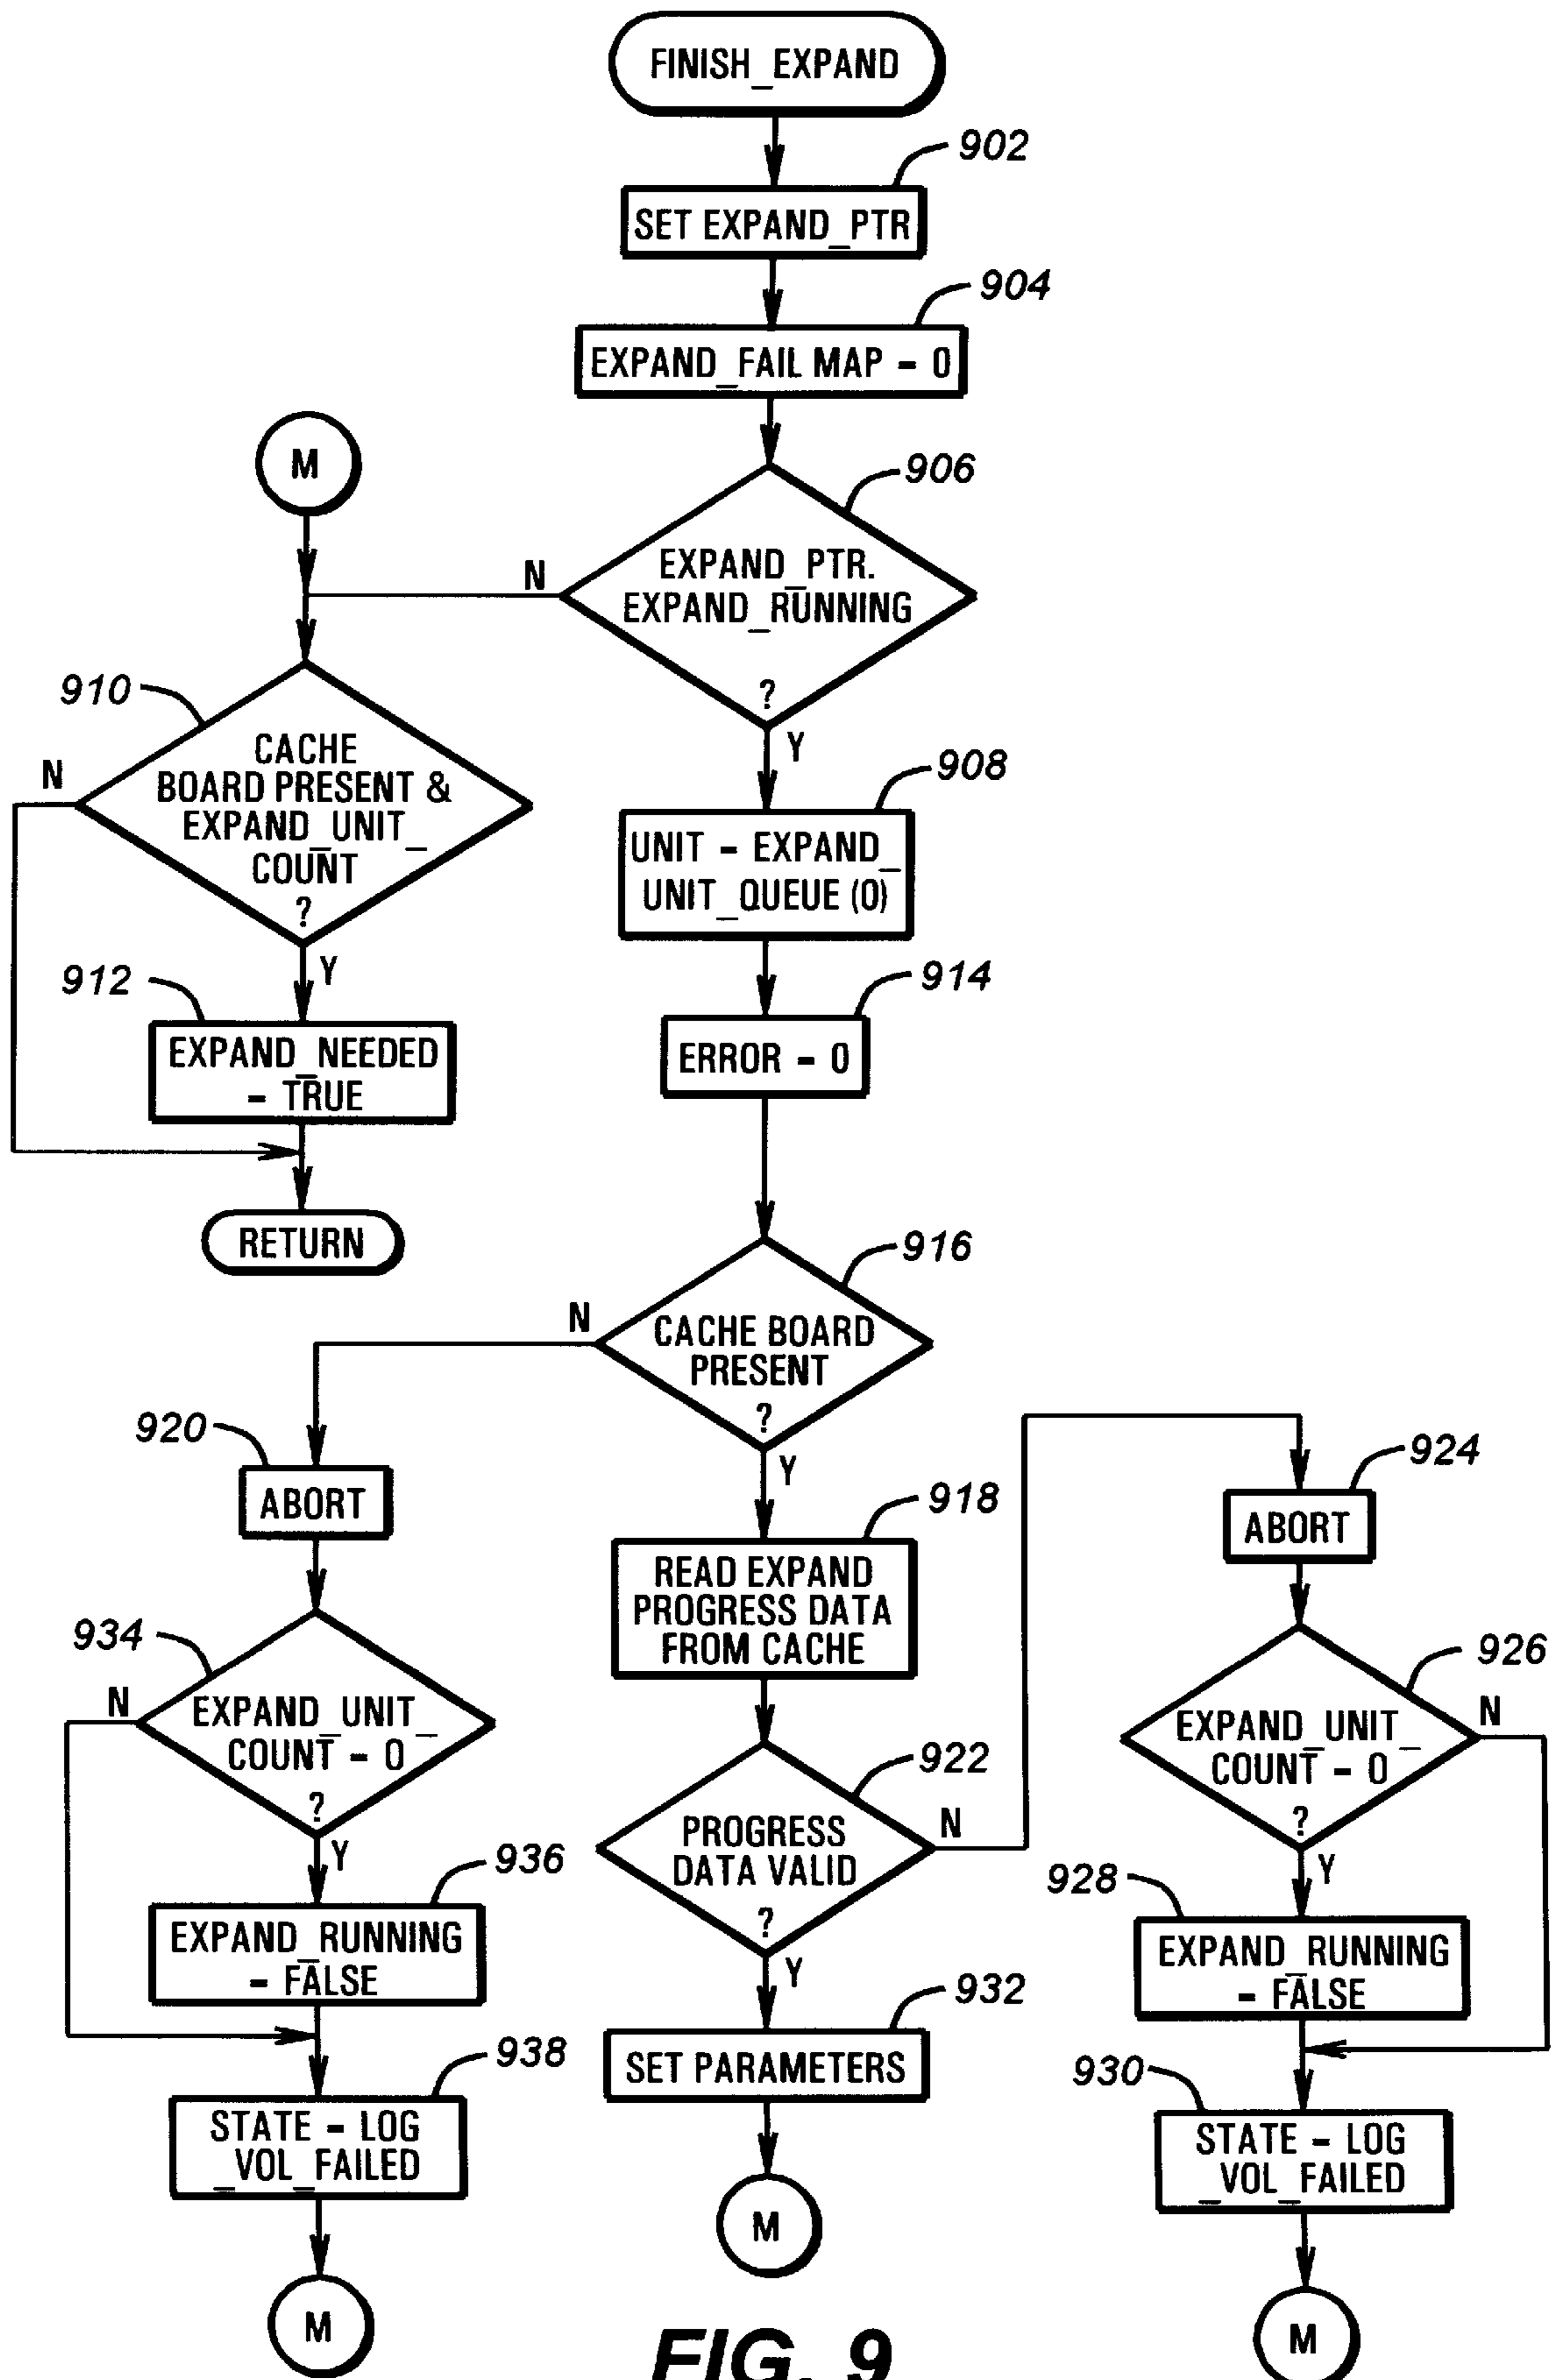 FINISH_EXPAND
902
SET EXPAND_PTR
904
EXPAND_FAIL MAP = 0
M
906
EXPAND_PTR.
EXPAND_RUNNING
?
N
Y
910
CACHE
BOARD PRESENT &
EXPAND_UNIT_
COUNT
?
N
Y
908
UNIT = EXPAND_
UNIT_QUEUE (0)
912
EXPAND_NEEDED
= TRUE
914
ERROR = 0
RETURN
916
CACHE BOARD
PRESENT
?
N
Y
920
ABORT
918
READ EXPAND
PROGRESS DATA
FROM CACHE
924
ABORT
934
EXPAND_UNIT_
COUNT = 0
?
N
Y
922
PROGRESS
DATA VALID
?
N
Y
926
EXPAND_UNIT_
COUNT = 0
?
N
Y
936
EXPAND_RUNNING
= FALSE
928
EXPAND_RUNNING
= FALSE
932
SET PARAMETERS
938
STATE = LOG
_VOL_FAILED
930
STATE = LOG
_VOL_FAILED
M
M
M
FIG. 9